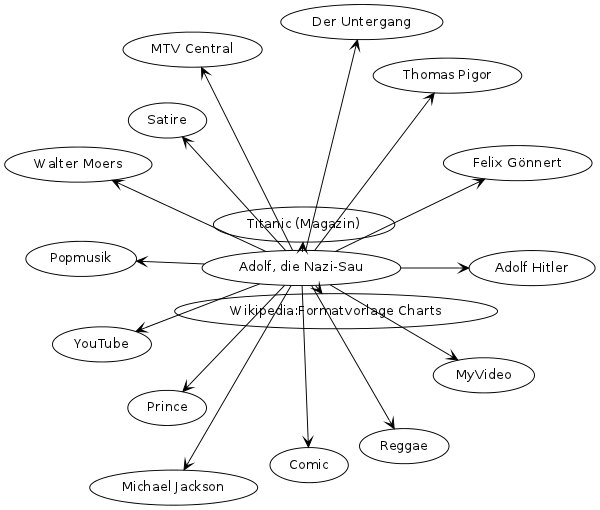 Der Untergang
MTV Central
Thomas Pigor
Satire
Walter Moers
Felix Gönnert
Titanic (Magazin)
Popmusik
Adolf, die Nazi-Sau
Adolf Hitler
Wikipedia:Formatvorlage Charts
YouTube
MyVideo
Prince
Reggae
Comic
Michael Jackson